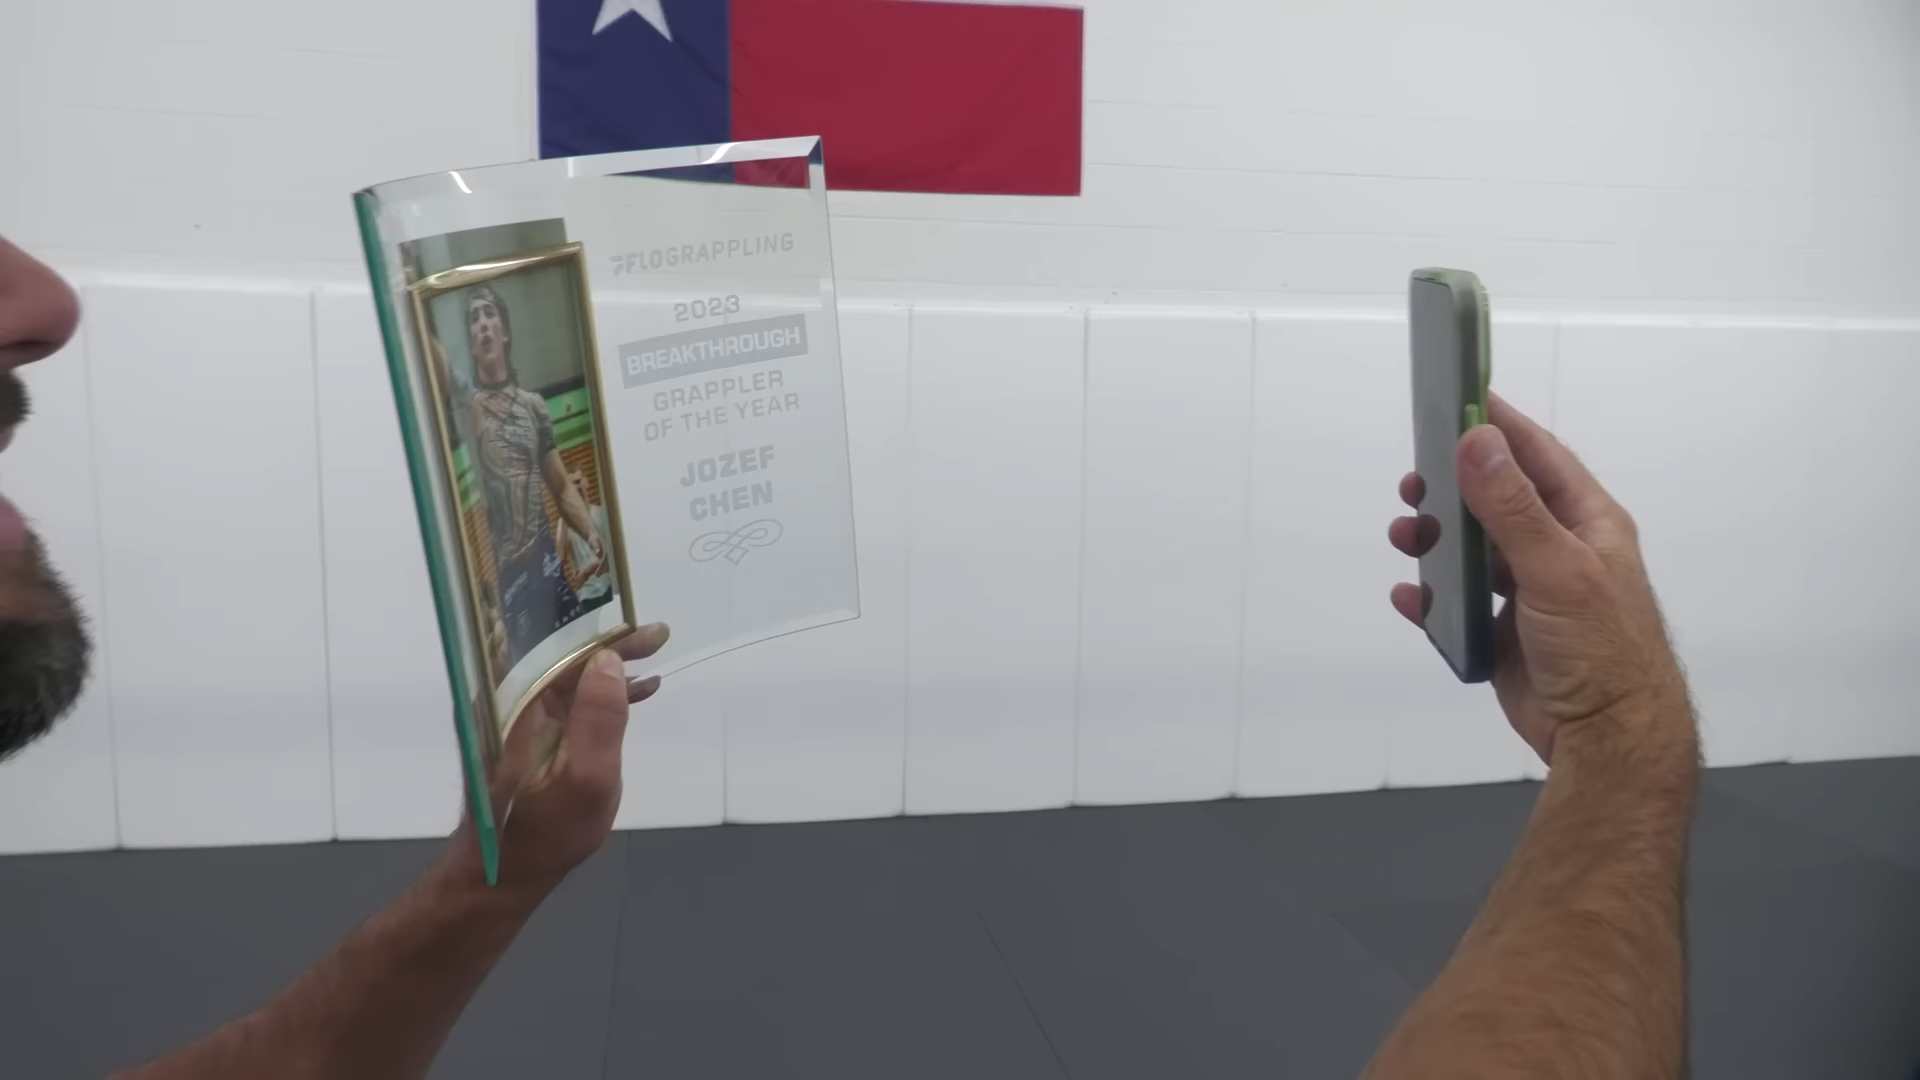 FLOGRAPPLING
2023
BREAKTHROUGH
GRAPPLER
OF THE YEAR
JOZEF
CHEN